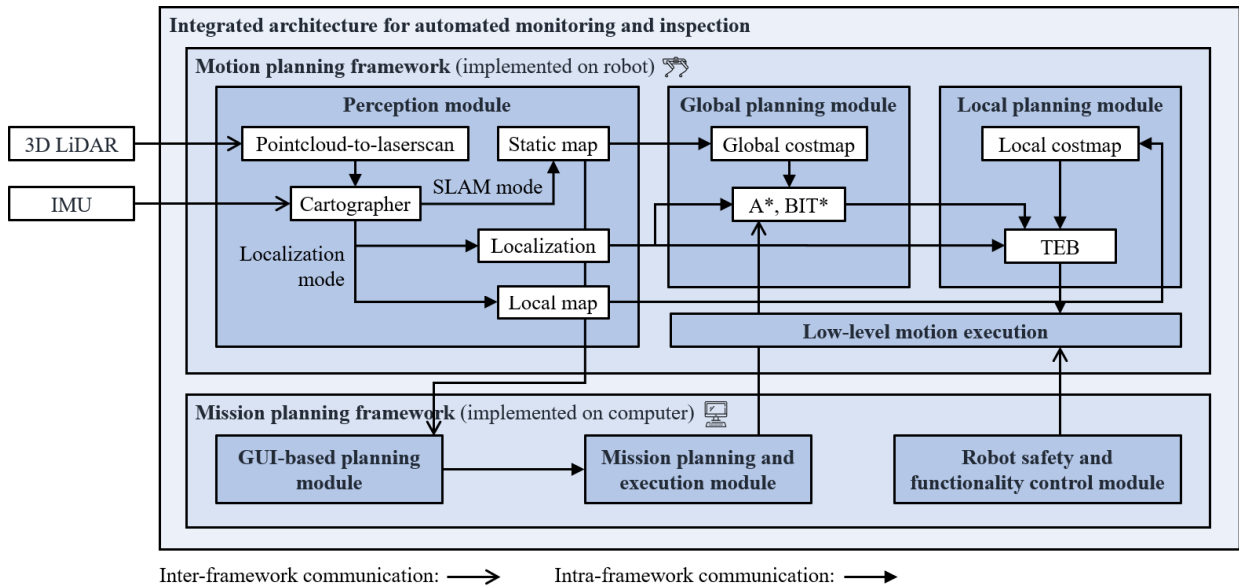 Integrated architecture for automated monitoring and inspection
Motion planning framework (implemented on robot)
Perception module
Global planning module
Local planning module
3D LiDAR
Pointcloud-to-laserscan
Static map
Global costmap
Local costmap
SLAM mode
IMU
Cartographer
A*, BIT*
Localization
mode
Localization
TEB
Local map
Low-level motion execution
Mission planning framework (implemented on computer)
GUI-based planning
module
Mission planning and
execution module
Robot safety and
functionality control module
Inter-framework communication:
Intra-framework communication: